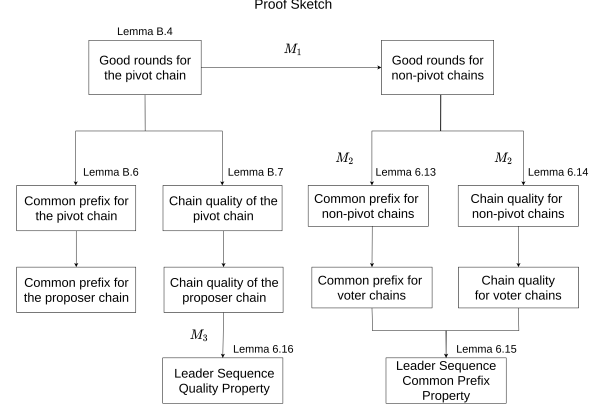 Proof Sketch
Lemma B.4
Good rounds for
the pivot chain
M1
Good rounds for
non-pivot chains
Lemma B.6
Lemma B.7
M2
Lemma 6.13
M2
Lemma 6.14
Common prefix for
the pivot chain
Chain quality of the
pivot chain
Common prefix for
non-pivot chains
Chain quality for
non-pivot chains
Common prefix for
the proposer chain
Chain quality of the
proposer chain
Common prefix for
voter chains
Chain quality
for voter chains
M3
Lemma 6.16
Lemma 6.15
Leader Sequence
Quality Property
Leader Sequence
Common Prefix
Property